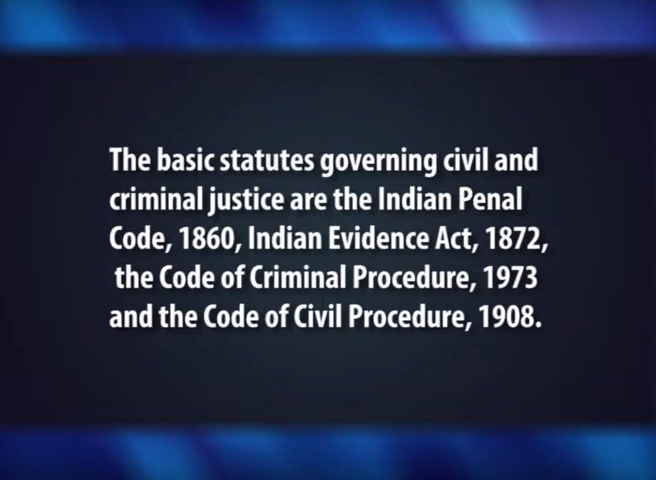 The basic statutes governing civil and
criminal justice are the Indian Penal
Code, 1860, Indian Evidence Act, 1872,
the Code of Criminal Procedure, 1973
and the Code of Civil Procedure, 1908.